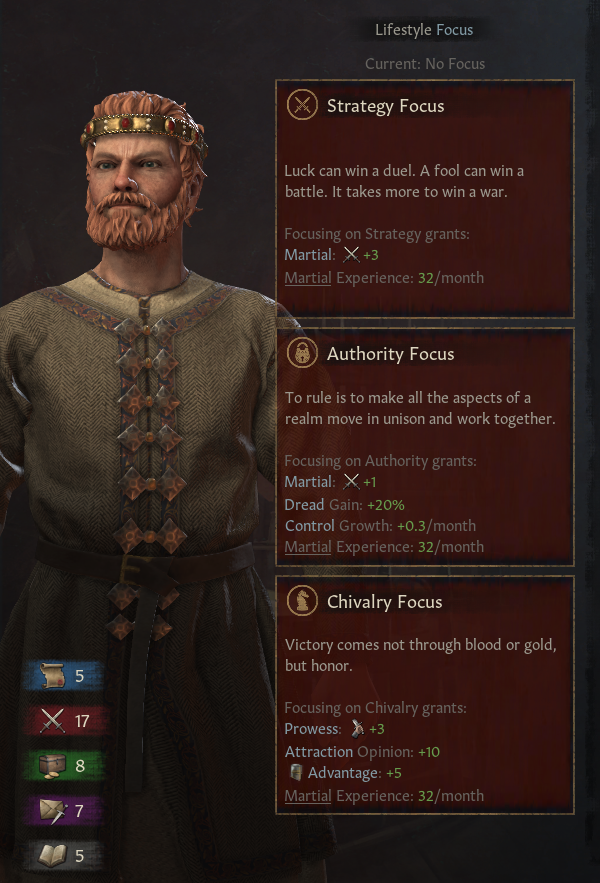 Lifestyle Focus
Current: No Focus
Strategy Focus
Luck can win a duel. A fool can win a
battle. It takes more to win a war.
Focusing on Strategy grants:
Martial: +3
Martial Experience: 32/month
Authority Focus
To rule is to make all the aspects of a
realm move in unison and work together.
Focusing on Authority grants:
Martial: +1
Dread Gain: +20%
Control Growth: +0.3/month
Martial Experience: 32/month
Chivalry Focus
Victory comes not through blood or gold,
but honor.
Focusing on Chivalry grants:
Prowess: +3
Attraction Opinion: +10
Advantage: +5
Martial Experience: 32/month
5
17
8
7
5